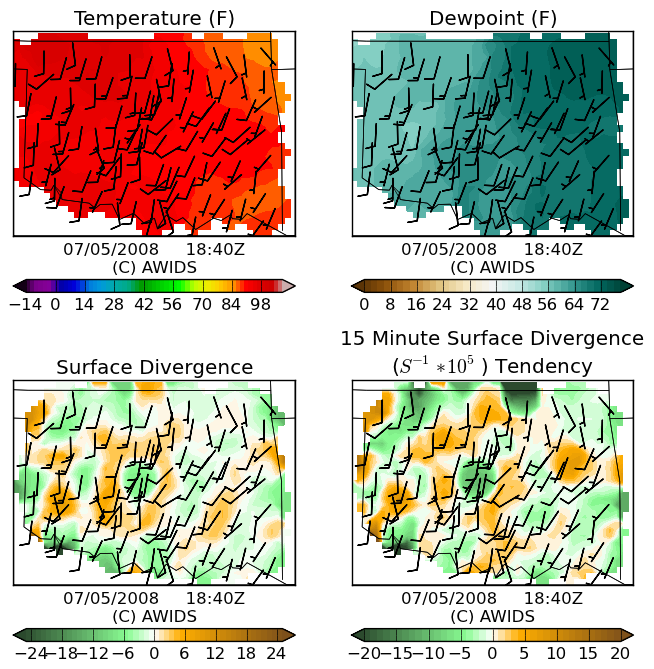 Temperature (F)
Dewpoint (F)
07/05/2008 18:40Z
(C) AWIDS
07/05/2008 18:40Z
(C) AWIDS
−14 0 14 28 42 56 70 84 98
0 8 16 24 32 40 48 56 64 72
Surface Divergence
15 Minute Surface Divergence
(S^{-1} *10^5 ) Tendency
07/05/2008 18:40Z
(C) AWIDS
07/05/2008 18:40Z
(C) AWIDS
−24 −18 −12 −6 0 6 12 18 24
−20 −15 −10 −5 0 5 10 15 20